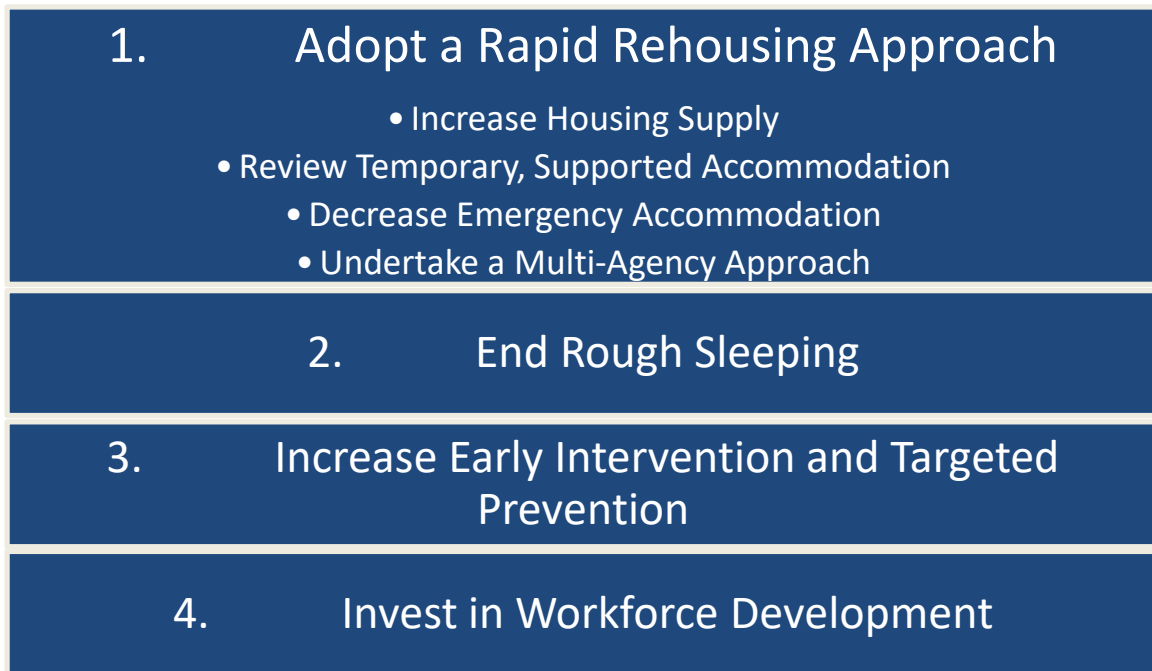 1. Adopt a Rapid Rehousing Approach
• Increase Housing Supply
• Review Temporary, Supported Accommodation
• Decrease Emergency Accommodation
• Undertake a Multi-Agency Approach
2. End Rough Sleeping
3. Increase Early Intervention and Targeted
Prevention
4. Invest in Workforce Development